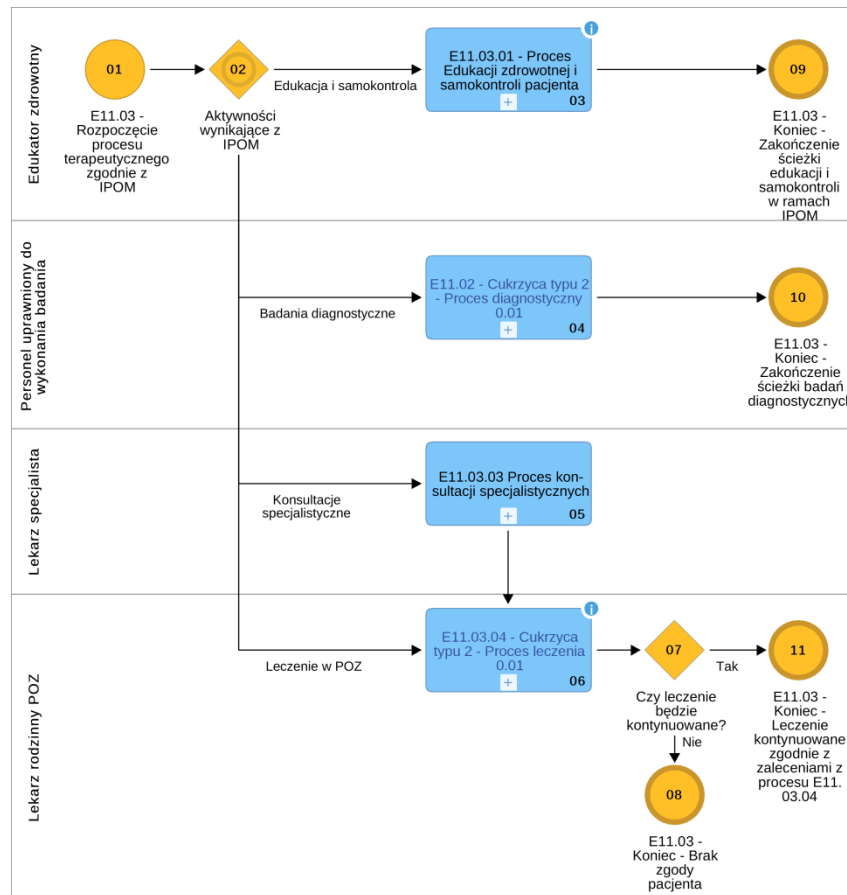 Edukator zdrowotny
01
E11.03 -
Rozpoczęcie
procesu
terapeutycznego
zgodnie z
IPOM
02
Aktywności
wynikające z
IPOM
Edukacja i samokontrola
i
E11.03.01 - Proces
Edukacji zdrowotnej i
samokontroli pacjenta
+
03
09
E11.03 -
Koniec -
Zakończenie
ścieżki
edukacji i
samokontroli
w ramach
IPOM
Personel uprawniony do
wykonania badania
Badania diagnostyczne
E11.02 - Cukrzyca typu 2
- Proces diagnostyczny
0.01
+
04
10
E11.03 -
Koniec -
Zakończenie
ścieżki badań
diagnostycznych
Lekarz specjalista
Konsultacje
specjalistyczne
E11.03.03 Proces kon-
sultacji specjalistycznych
+
05
Lekarz rodzinny POZ
Leczenie w POZ
i
E11.03.04 - Cukrzyca
typu 2 - Proces leczenia
0.01
+
06
07
Czy leczenie
będzie
kontynuowane?
Tak
Nie
11
E11.03 -
Koniec -
Leczenie
kontynuowane
zgodnie z
zaleceniami z
procesu E11.
03.04
08
E11.03 -
Koniec - Brak
zgody
pacjenta